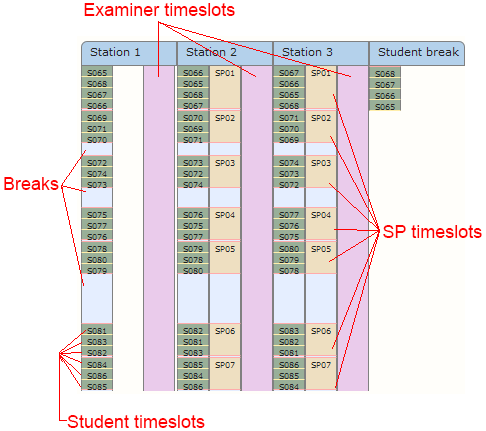 Examiner timeslots
Station 1 Station 2 Station 3 Student break
S065 S066 SP01 S067 SP01 S068
S068 S065 S066 S067
S067 S068 S065 S066
S066 S067 S068 S065
S069 S070 SP02 S071 SP02
S071 S069 S070
S070 S071 S069
S072 S073 SP03 S074 SP03
S074 S072 S073
Breaks
S073 S074 S072
S075 S076 SP04 S077 SP04
S077 S075 S076
SP timeslots
S076 S077 S075
S078 S079 SP05 S080 SP05
S080 S078 S079
S079 S080 S078
S081 S082 SP06 S083 SP06
S083 S081 S082
S082 S083 S081
S084 S085 SP07 S086 SP07
S086 S084 S085
S085 S086 S084
Student timeslots